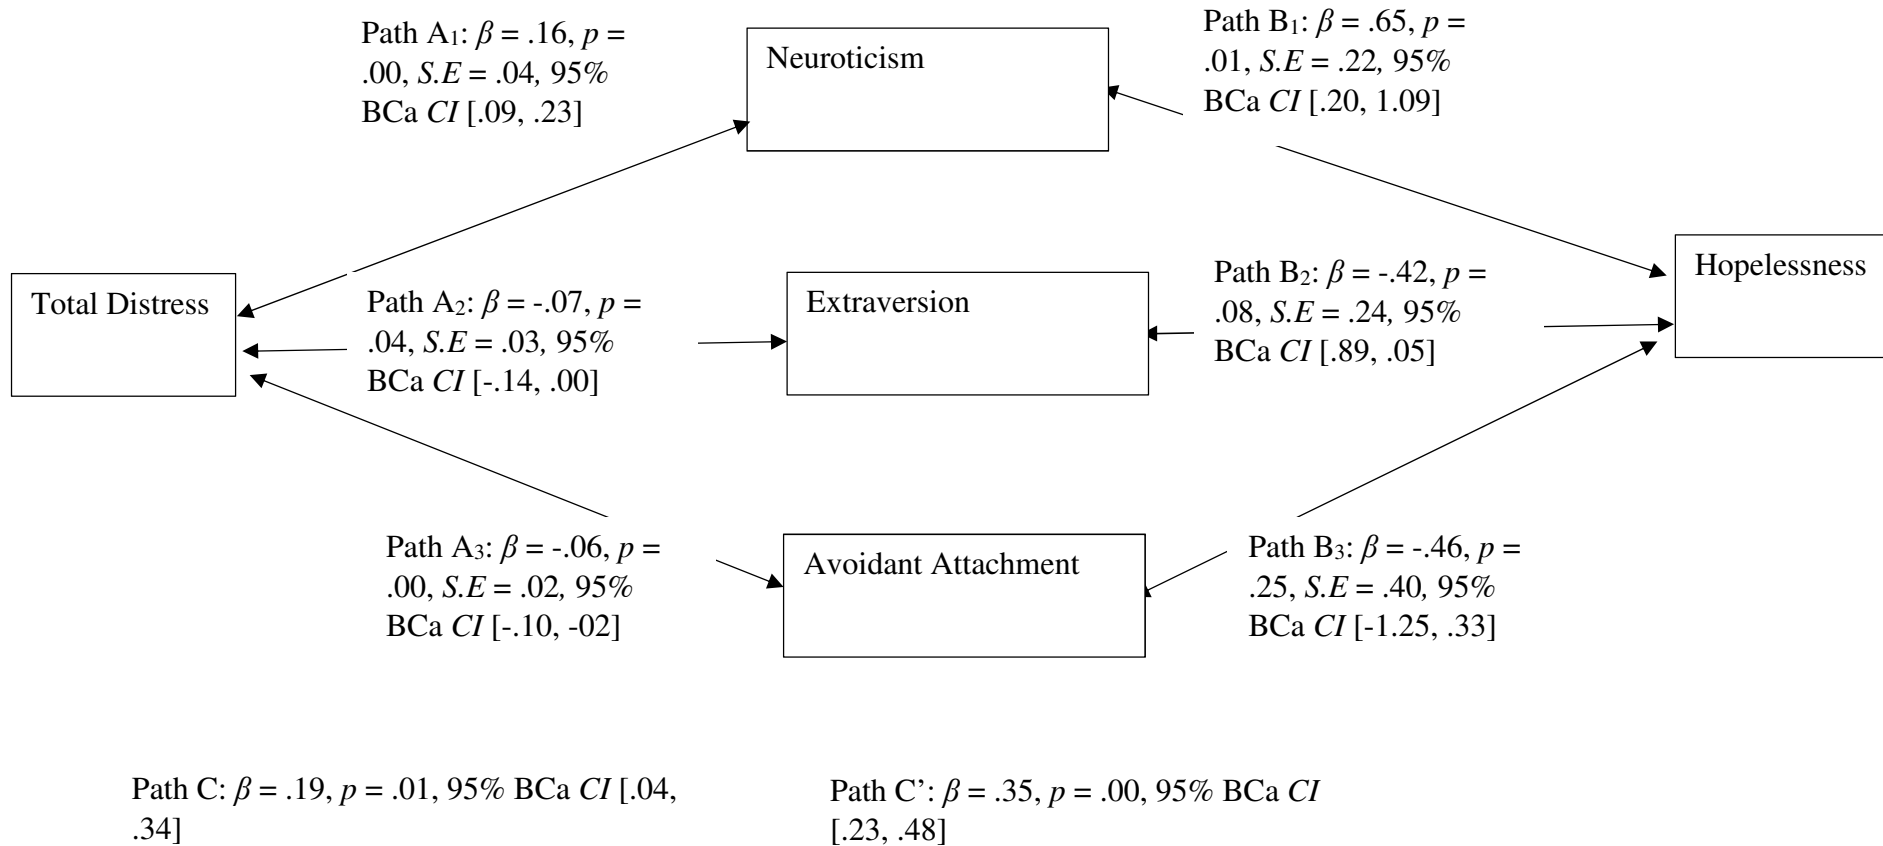 Path A1: β = .16, p =
.00, S.E = .04, 95%
BCa CI [.09, .23]
Neuroticism
Path B1: β = .65, p =
.01, S.E = .22, 95%
BCa CI [.20, 1.09]
Total Distress
Path A2: β = -.07, p =
.04, S.E = .03, 95%
BCa CI [-.14, .00]
Extraversion
Path B2: β = -.42, p =
.08, S.E = .24, 95%
BCa CI [.89, .05]
Hopelessness
Path A3: β = -.06, p =
.00, S.E = .02, 95%
BCa CI [-.10, -02]
Avoidant Attachment
Path B3: β = -.46, p =
.25, S.E = .40, 95%
BCa CI [-1.25, .33]
Path C: β = .19, p = .01, 95% BCa CI [.04,
.34]
Path C’: β = .35, p = .00, 95% BCa CI
[.23, .48]